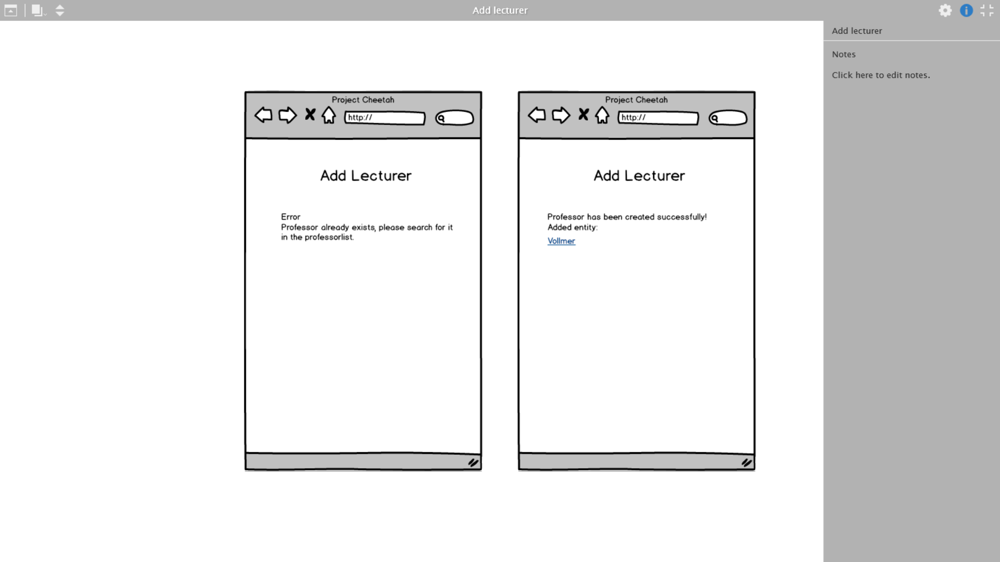 Add lecturer
Add lecturer
Notes
Click here to edit notes.
Project Cheetah
http://
Add Lecturer
Error
Professor already exists, please search for it
in the professorlist.
Project Cheetah
http://
Add Lecturer
Professor has been created successfully!
Added entity:
Vollmer